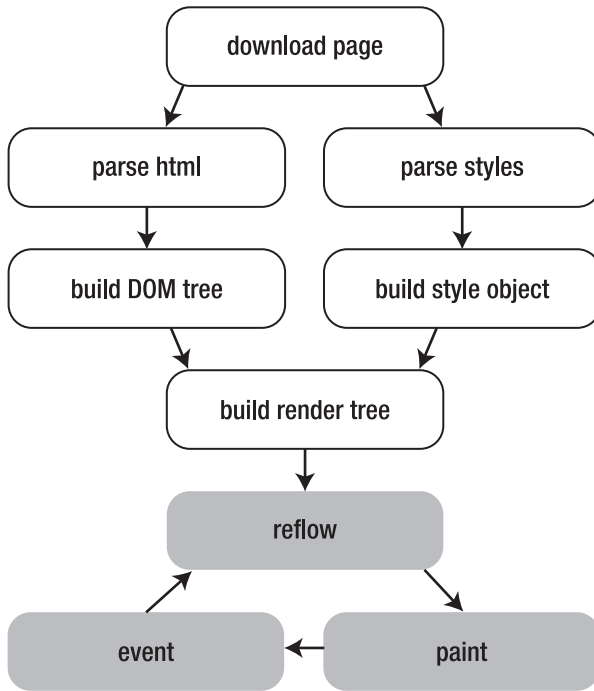 download page
parse html
parse styles
build DOM tree
build style object
build render tree
reflow
event
paint